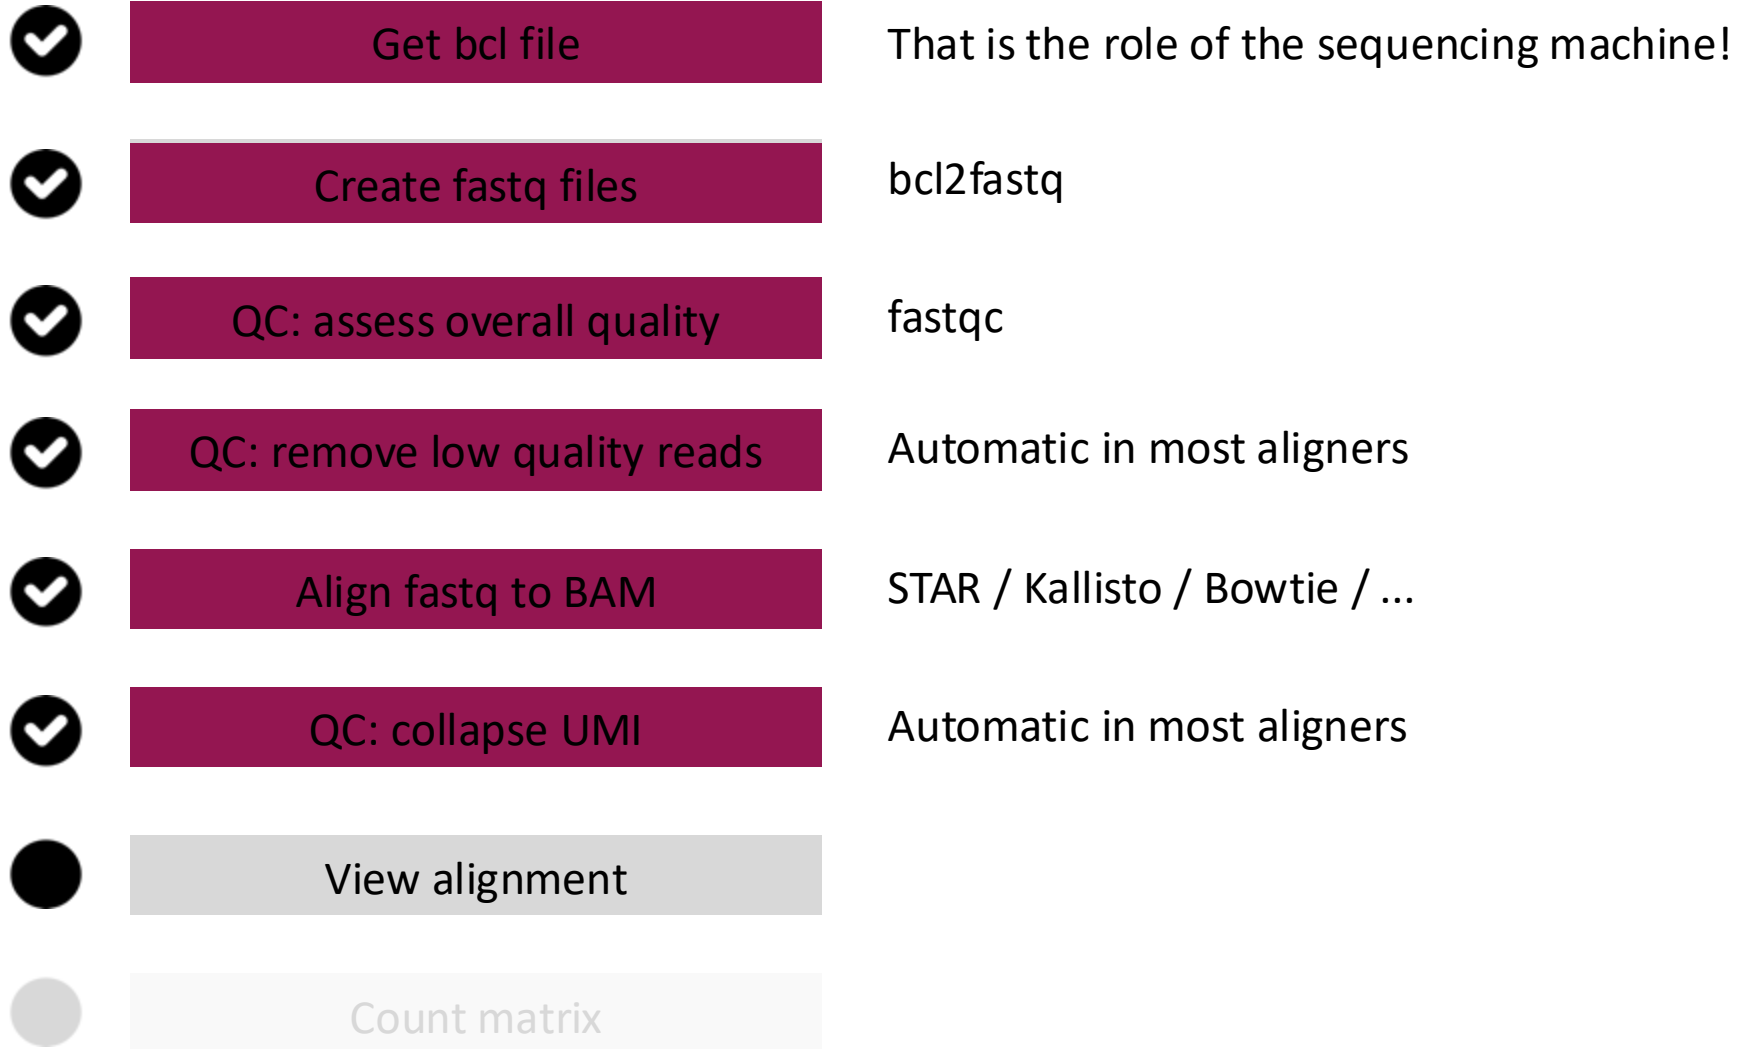 Get bcl file
That is the role of the sequencing machine!
Create fastq files
bcl2fastq
QC: assess overall quality
fastqc
QC: remove low quality reads
Automatic in most aligners
Align fastq to BAM
STAR / Kallisto / Bowtie / ...
QC: collapse UMI
Automatic in most aligners
View alignment
Count matrix